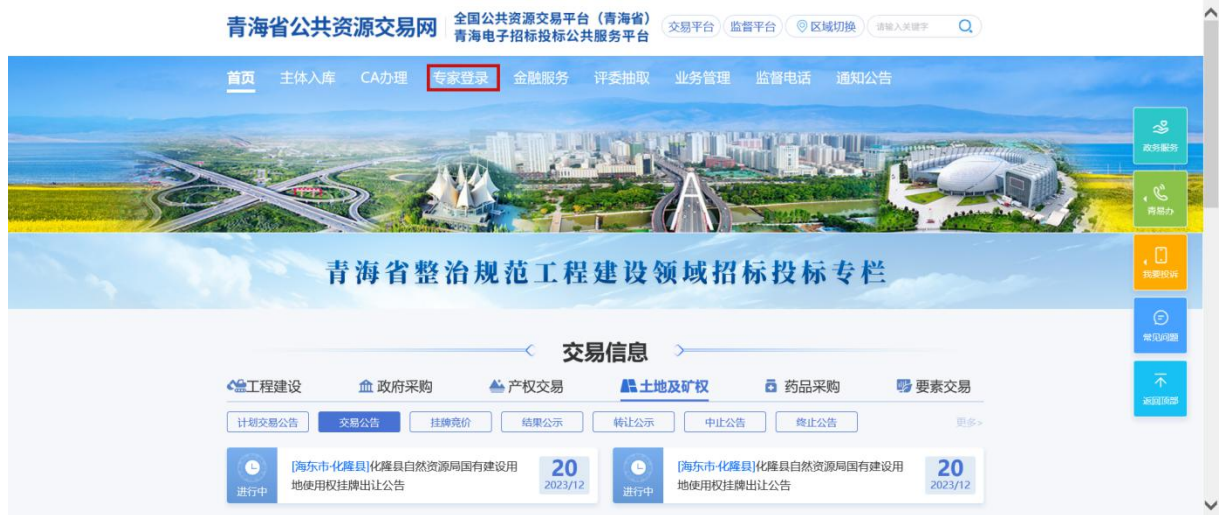 青海省公共资源交易网
全国公共资源交易平台（青海省）
青海电子招标投标公共服务平台
交易平台
监督平台
区域切换
请输入关键字
首页
主体入库
CA办理
专家登录
金融服务
评委抽取
业务管理
监督电话
通知公告
政务服务
青易办
我要投诉
常见问题
返回顶部
青海省整治规范工程建设领域招标投标专栏
交易信息
工程建设
政府采购
产权交易
土地及矿权
药品采购
要素交易
计划交易公告
交易公告
挂牌竞价
结果公示
转让公示
中止公告
终止公告
更多>
进行中
[海东市·化隆县]化隆县自然资源局国有建设用
地使用权挂牌出让公告
20
2023/12
进行中
[海东市·化隆县]化隆县自然资源局国有建设用
地使用权挂牌出让公告
20
2023/12